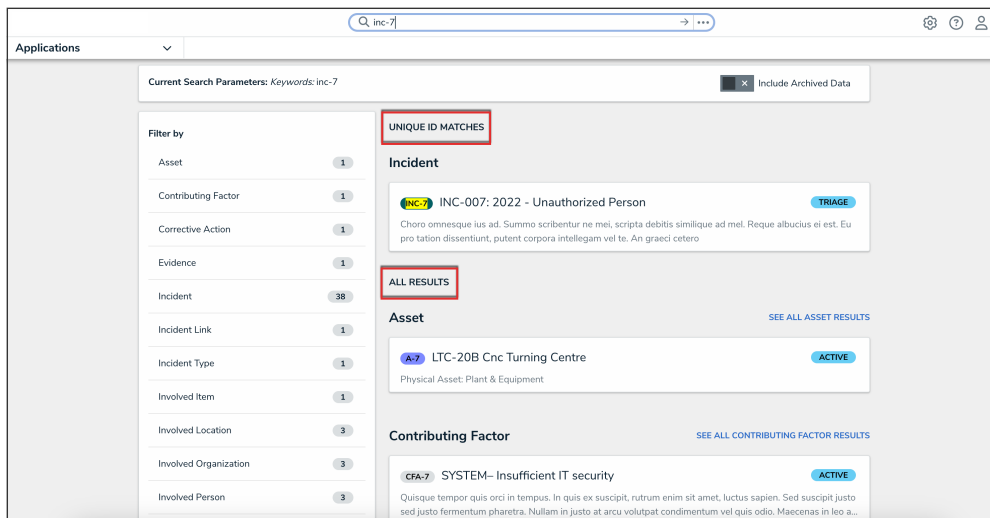 inc-7
Applications
Current Search Parameters: Keywords: inc-7
Include Archived Data
Filter by
Asset 1
Contributing Factor 1
Corrective Action 1
Evidence 1
Incident 38
Incident Link 1
Incident Type 1
Involved Item 1
Involved Location 3
Involved Organization 3
Involved Person 3
UNIQUE ID MATCHES
Incident
INC-7 INC-007: 2022 - Unauthorized Person TRIAGE
Choro omnesque ius ad. Summo scribentur ne mei, scripta debitis similique ad mel. Reque albucius ei est. Eu
pro tation dissentiunt, putent corpora intellegam vel te. An graeci cetero
ALL RESULTS
Asset SEE ALL ASSET RESULTS
A-7 LTC-20B Cnc Turning Centre ACTIVE
Physical Asset: Plant & Equipment
Contributing Factor SEE ALL CONTRIBUTING FACTOR RESULTS
CFA-7 SYSTEM– Insufficient IT security ACTIVE
Quisque tempor quis orci in tempus. In quis ex suscipit, rutrum enim sit amet, luctus sapien. Sed suscipit justo
sed justo fermentum pharetra. Nullam in justo at arcu volutpat condimentum vel quis odio. Maecenas in leo a...